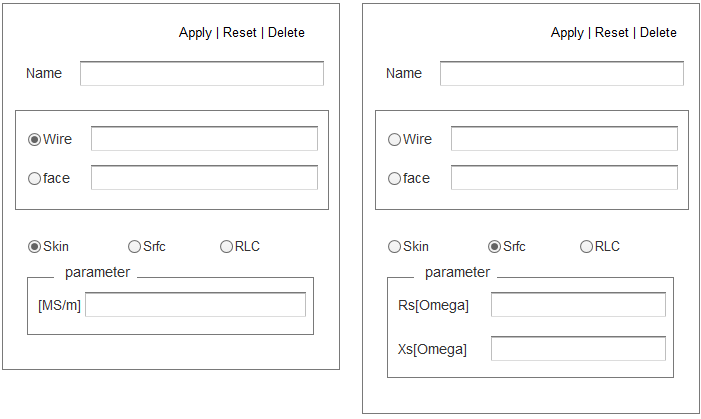 Apply | Reset | Delete
Name
Wire
face
Skin Srfc RLC
parameter
[MS/m]
Apply | Reset | Delete
Name
Wire
face
Skin Srfc RLC
parameter
Rs[Omega]
Xs[Omega]